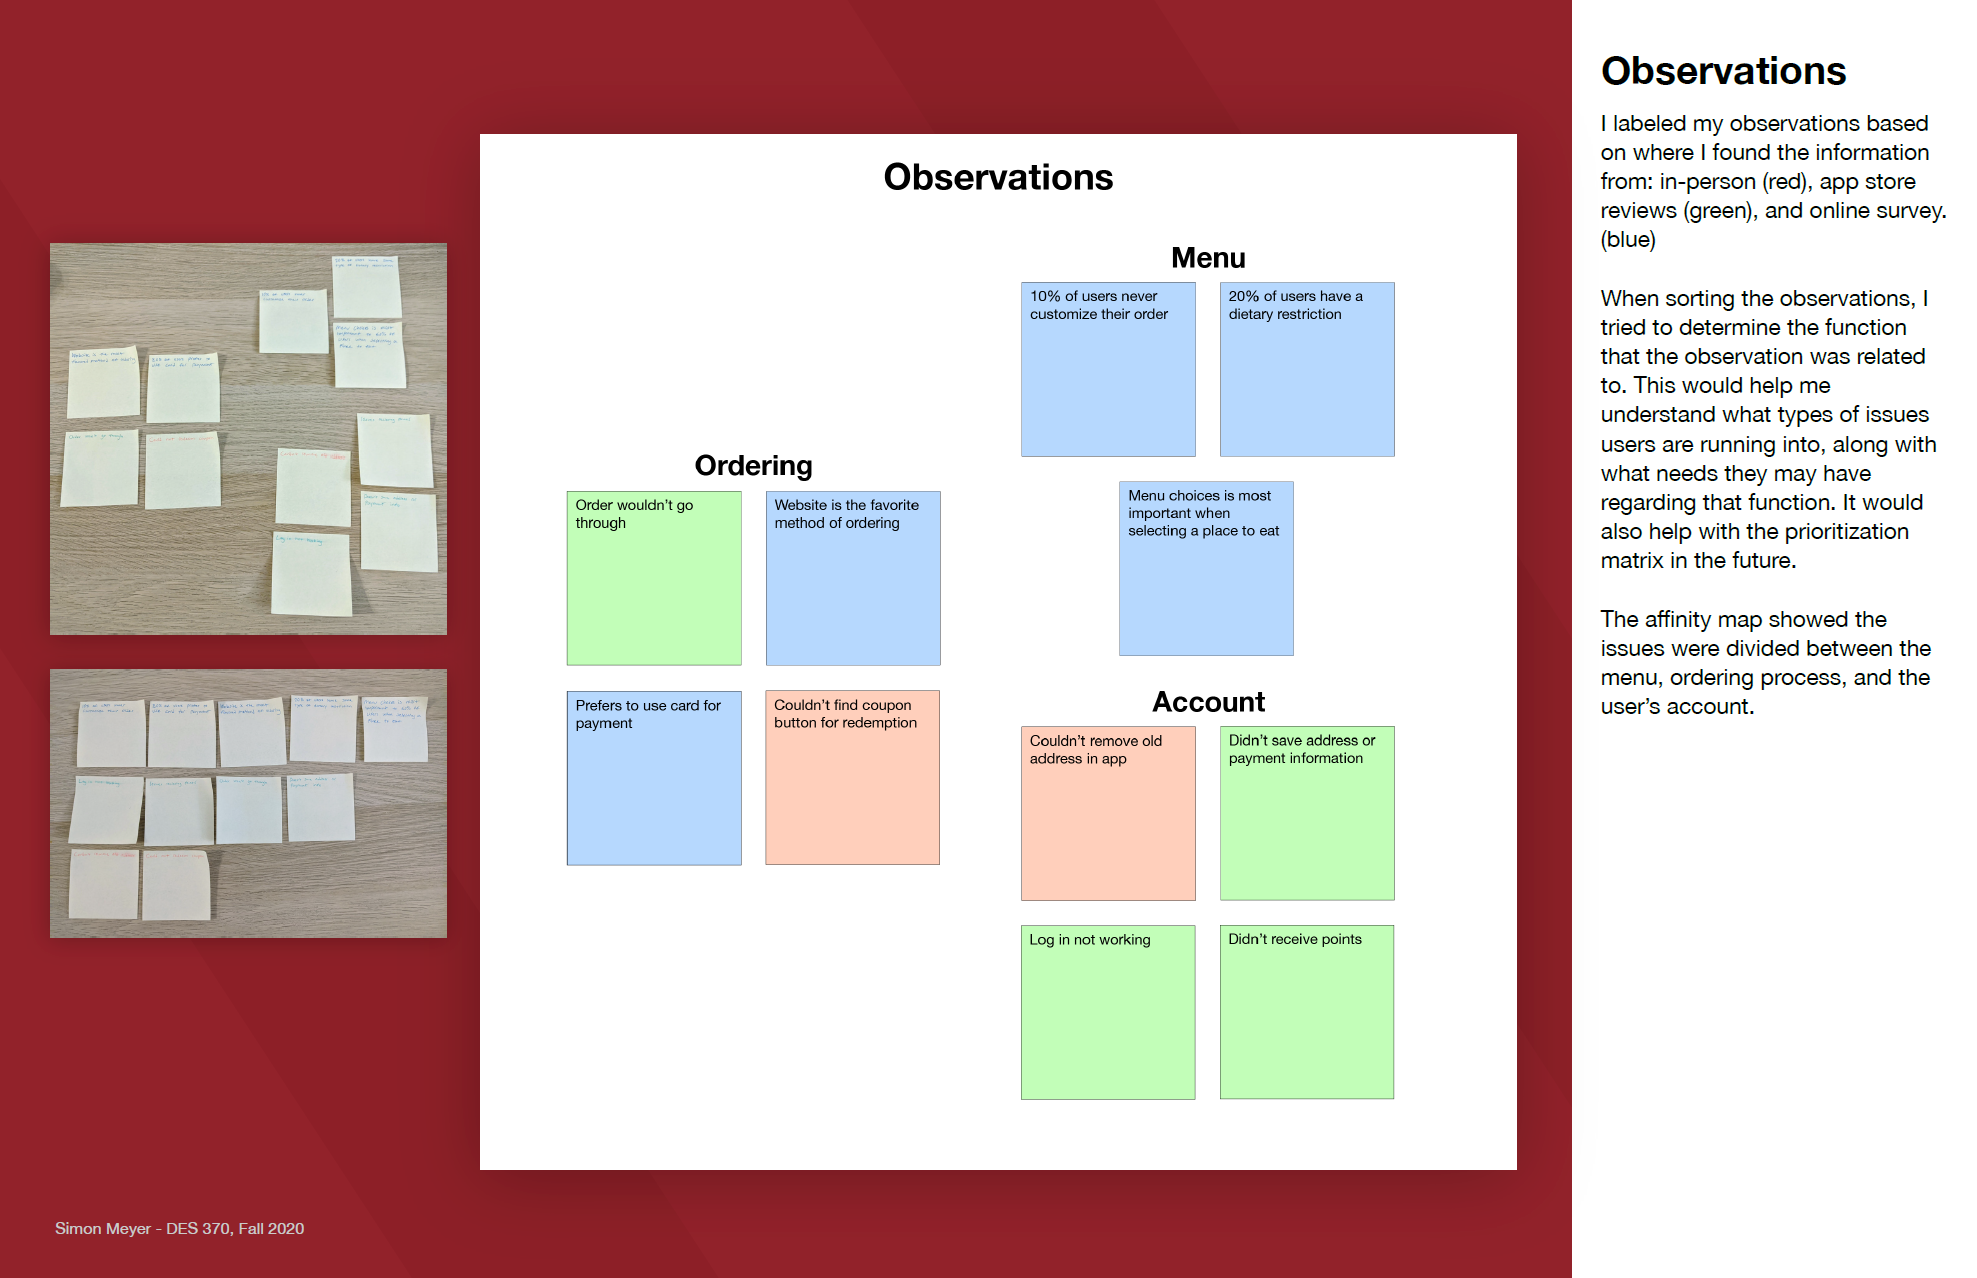 Observations
Menu
10% of users never
customize their order
20% of users have a
dietary restriction
Menu choices is most
important when
selecting a place to eat
Ordering
Order wouldn't go
through
Website is the favorite
method of ordering
Prefers to use card for
payment
Couldn't find coupon
button for redemption
Account
Couldn't remove old
address in app
Didn't save address or
payment information
Log in not working
Didn't receive points
Simon Meyer - DES 370, Fall 2020
Observations
I labeled my observations based
on where I found the information
from: in-person (red), app store
reviews (green), and online survey.
(blue)
When sorting the observations, I
tried to determine the function
that the observation was related
to. This would help me
understand what types of issues
users are running into, along with
what needs they may have
regarding that function. It would
also help with the prioritization
matrix in the future.
The affinity map showed the
issues were divided between the
menu, ordering process, and the
user's account.